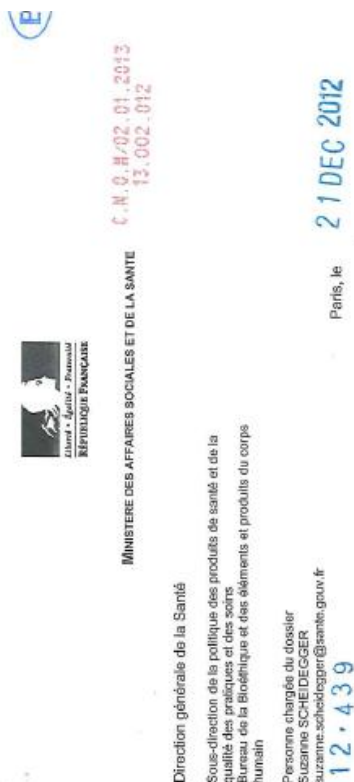 Liberté • Égalité • Fraternité
RÉPUBLIQUE FRANÇAISE
MINISTERE DES AFFAIRES SOCIALES ET DE LA SANTE
C.N.O.M/02.01.2013
13.002.012
Direction générale de la Santé
Sous-direction de la politique des produits de santé et de la
qualité des pratiques et des soins
Bureau de la Bioéthique et des éléments et produits du corps
humain
Personne chargée du dossier
Suzanne SCHEIDEGGER
suzanne.scheidegger@sante.gouv.fr
12.439
Paris, le 21 DEC 2012